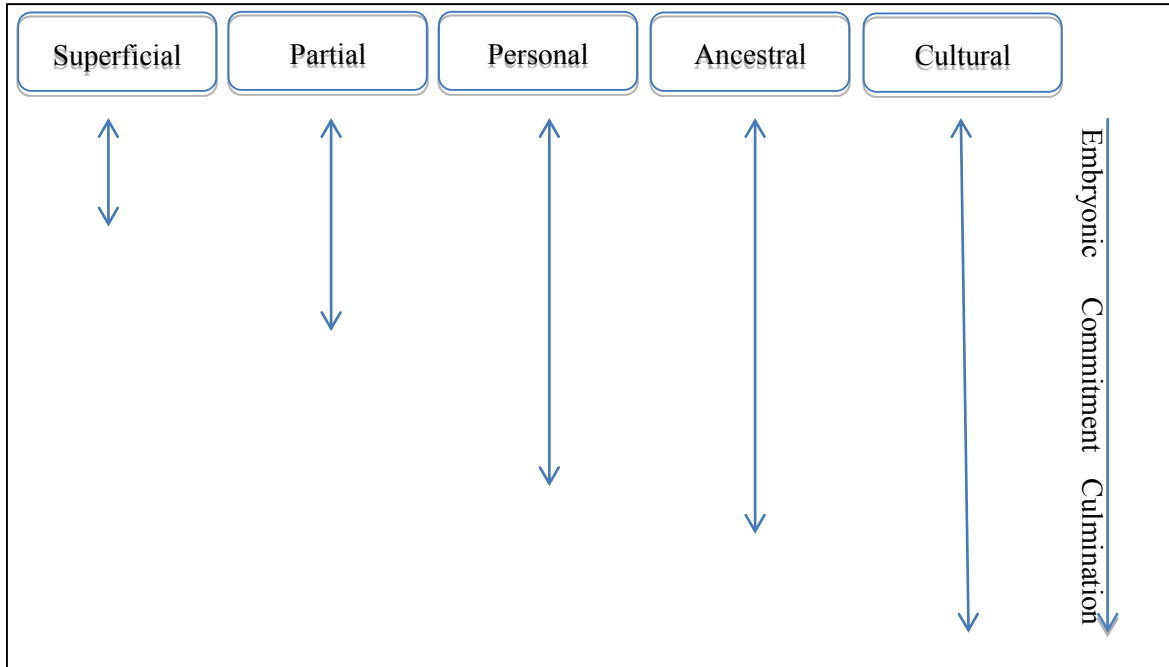 Superficial
Partial
Personal
Ancestral
Cultural
Embryonic Commitment Culmination